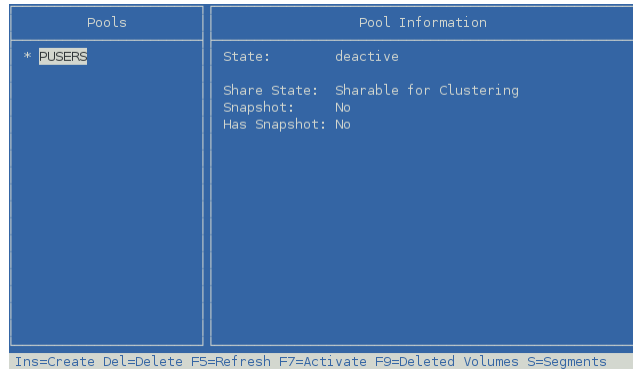 Pools
Pool Information
* PUSERS
State: deactive
Share State: Sharable for Clustering
Snapshot: No
Has Snapshot: No
Ins=Create Del=Delete F5=Refresh F7=Activate F9=Deleted Volumes S=Segments